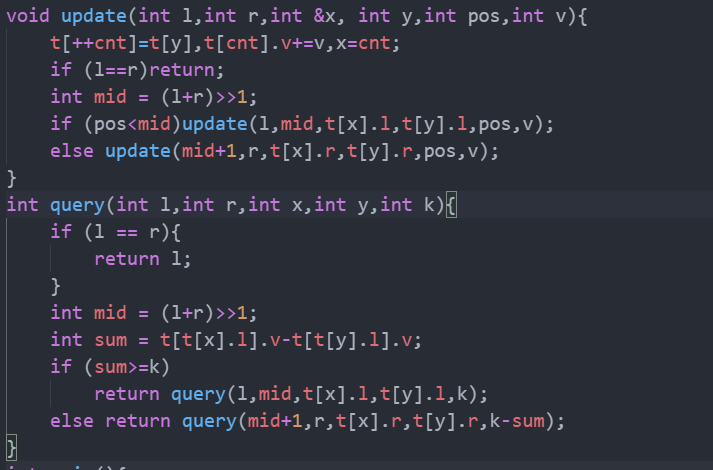 void update(int l,int r,int &x, int y,int pos,int v){
    t[++cnt]=t[y],t[cnt].v+=v,x=cnt;
    if (l==r)return;
    int mid = (l+r)>>1;
    if (pos<mid)update(l,mid,t[x].l,t[y].l,pos,v);
    else update(mid+1,r,t[x].r,t[y].r,pos,v);
}
int query(int l,int r,int x,int y,int k){
    if (l == r){
        return l;
    }
    int mid = (l+r)>>1;
    int sum = t[t[x].l].v-t[t[y].l].v;
    if (sum>=k)
        return query(l,mid,t[x].l,t[y].l,k);
    else return query(mid+1,r,t[x].r,t[y].r,k-sum);
}